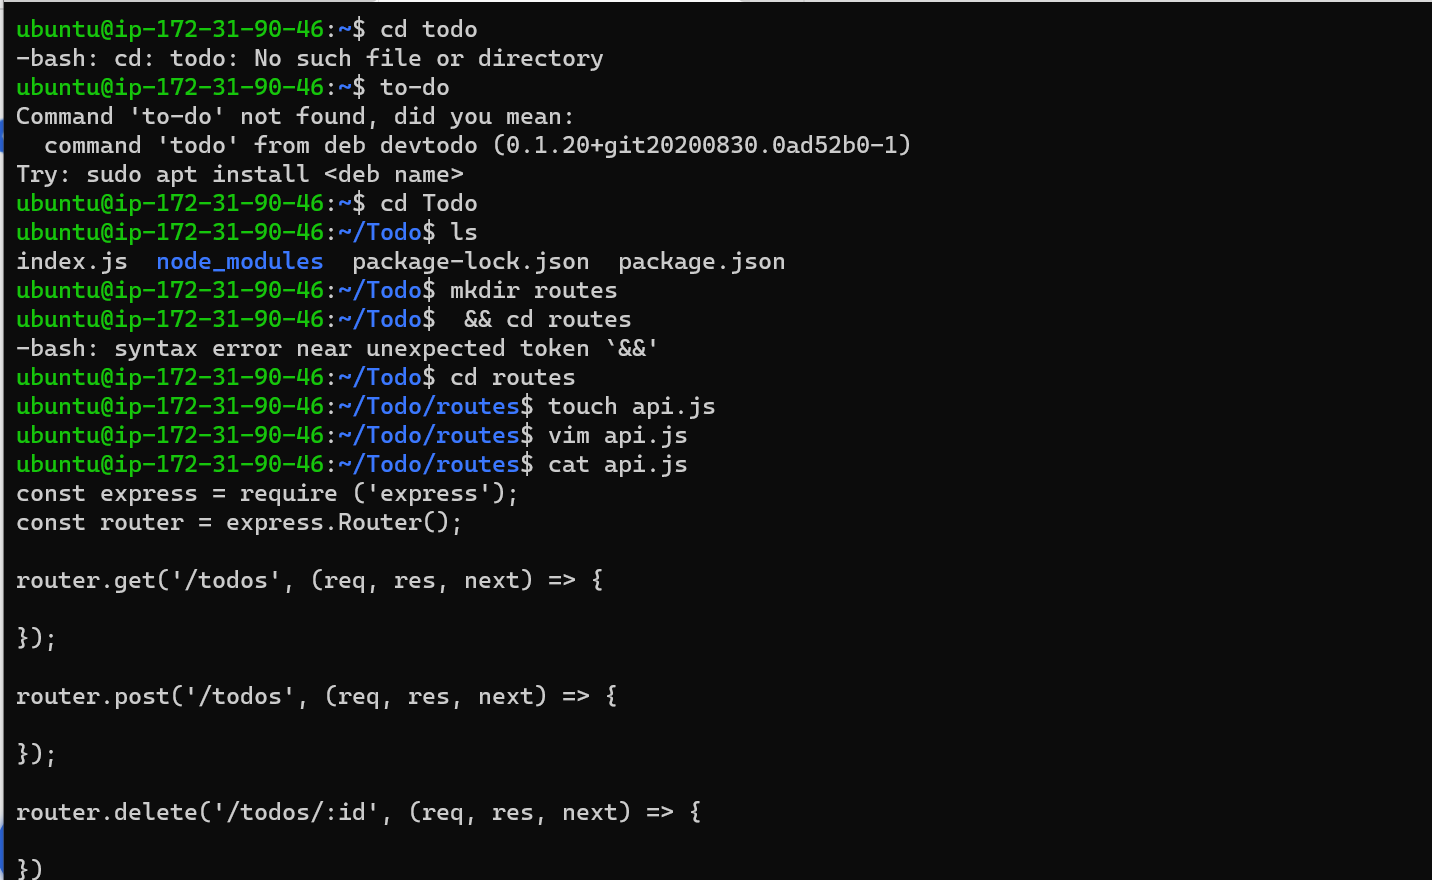 ubuntu@ip-172-31-90-46:~$ cd todo
-bash: cd: todo: No such file or directory
ubuntu@ip-172-31-90-46:~$ to-do
Command 'to-do' not found, did you mean:
  command 'todo' from deb devtodo (0.1.20+git20200830.0ad52b0-1)
Try: sudo apt install <deb name>
ubuntu@ip-172-31-90-46:~$ cd Todo
ubuntu@ip-172-31-90-46:~/Todo$ ls
index.js  node_modules  package-lock.json  package.json
ubuntu@ip-172-31-90-46:~/Todo$ mkdir routes
ubuntu@ip-172-31-90-46:~/Todo$  && cd routes
-bash: syntax error near unexpected token `&&'
ubuntu@ip-172-31-90-46:~/Todo$ cd routes
ubuntu@ip-172-31-90-46:~/Todo/routes$ touch api.js
ubuntu@ip-172-31-90-46:~/Todo/routes$ vim api.js
ubuntu@ip-172-31-90-46:~/Todo/routes$ cat api.js
const express = require ('express');
const router = express.Router();

router.get('/todos', (req, res, next) => {

});

router.post('/todos', (req, res, next) => {

});

router.delete('/todos/:id', (req, res, next) => {

})